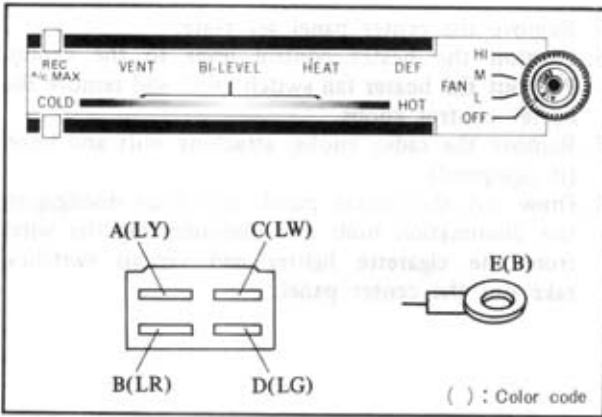 REC
A/C MAX
VENT
BI-LEVEL
HEAT
DEF
COLD
HOT
FAN
HI
M
L
OFF
A(LY)
C(LW)
E(B)
B(LR)
D(LG)
( ) : Color code